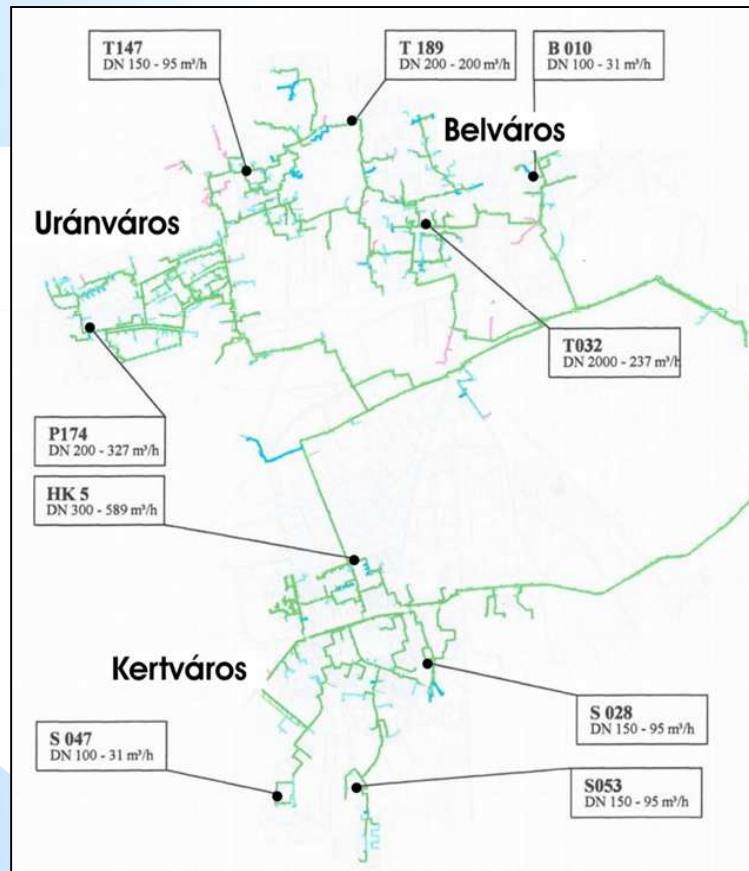 T147
DN 150 - 95 m³/h
T 189
DN 200 - 200 m³/h
B 010
DN 100 - 31 m³/h
Belváros
Uránváros
T032
DN 2000 - 237 m³/h
P174
DN 200 - 327 m³/h
HK 5
DN 300 - 589 m³/h
Kertváros
S 028
DN 150 - 95 m³/h
S 047
DN 100 - 31 m³/h
S053
DN 150 - 95 m³/h